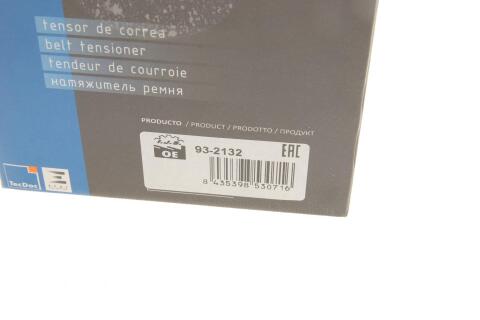 tensor de correa
belt tensioner
tendeur de courroie
натяжитель ремня
PRODUCTO / PRODUCT / PRODOTTO / ПРОДУКТ
OE
93-2132
EAC
8 435398 530716
TecDoc